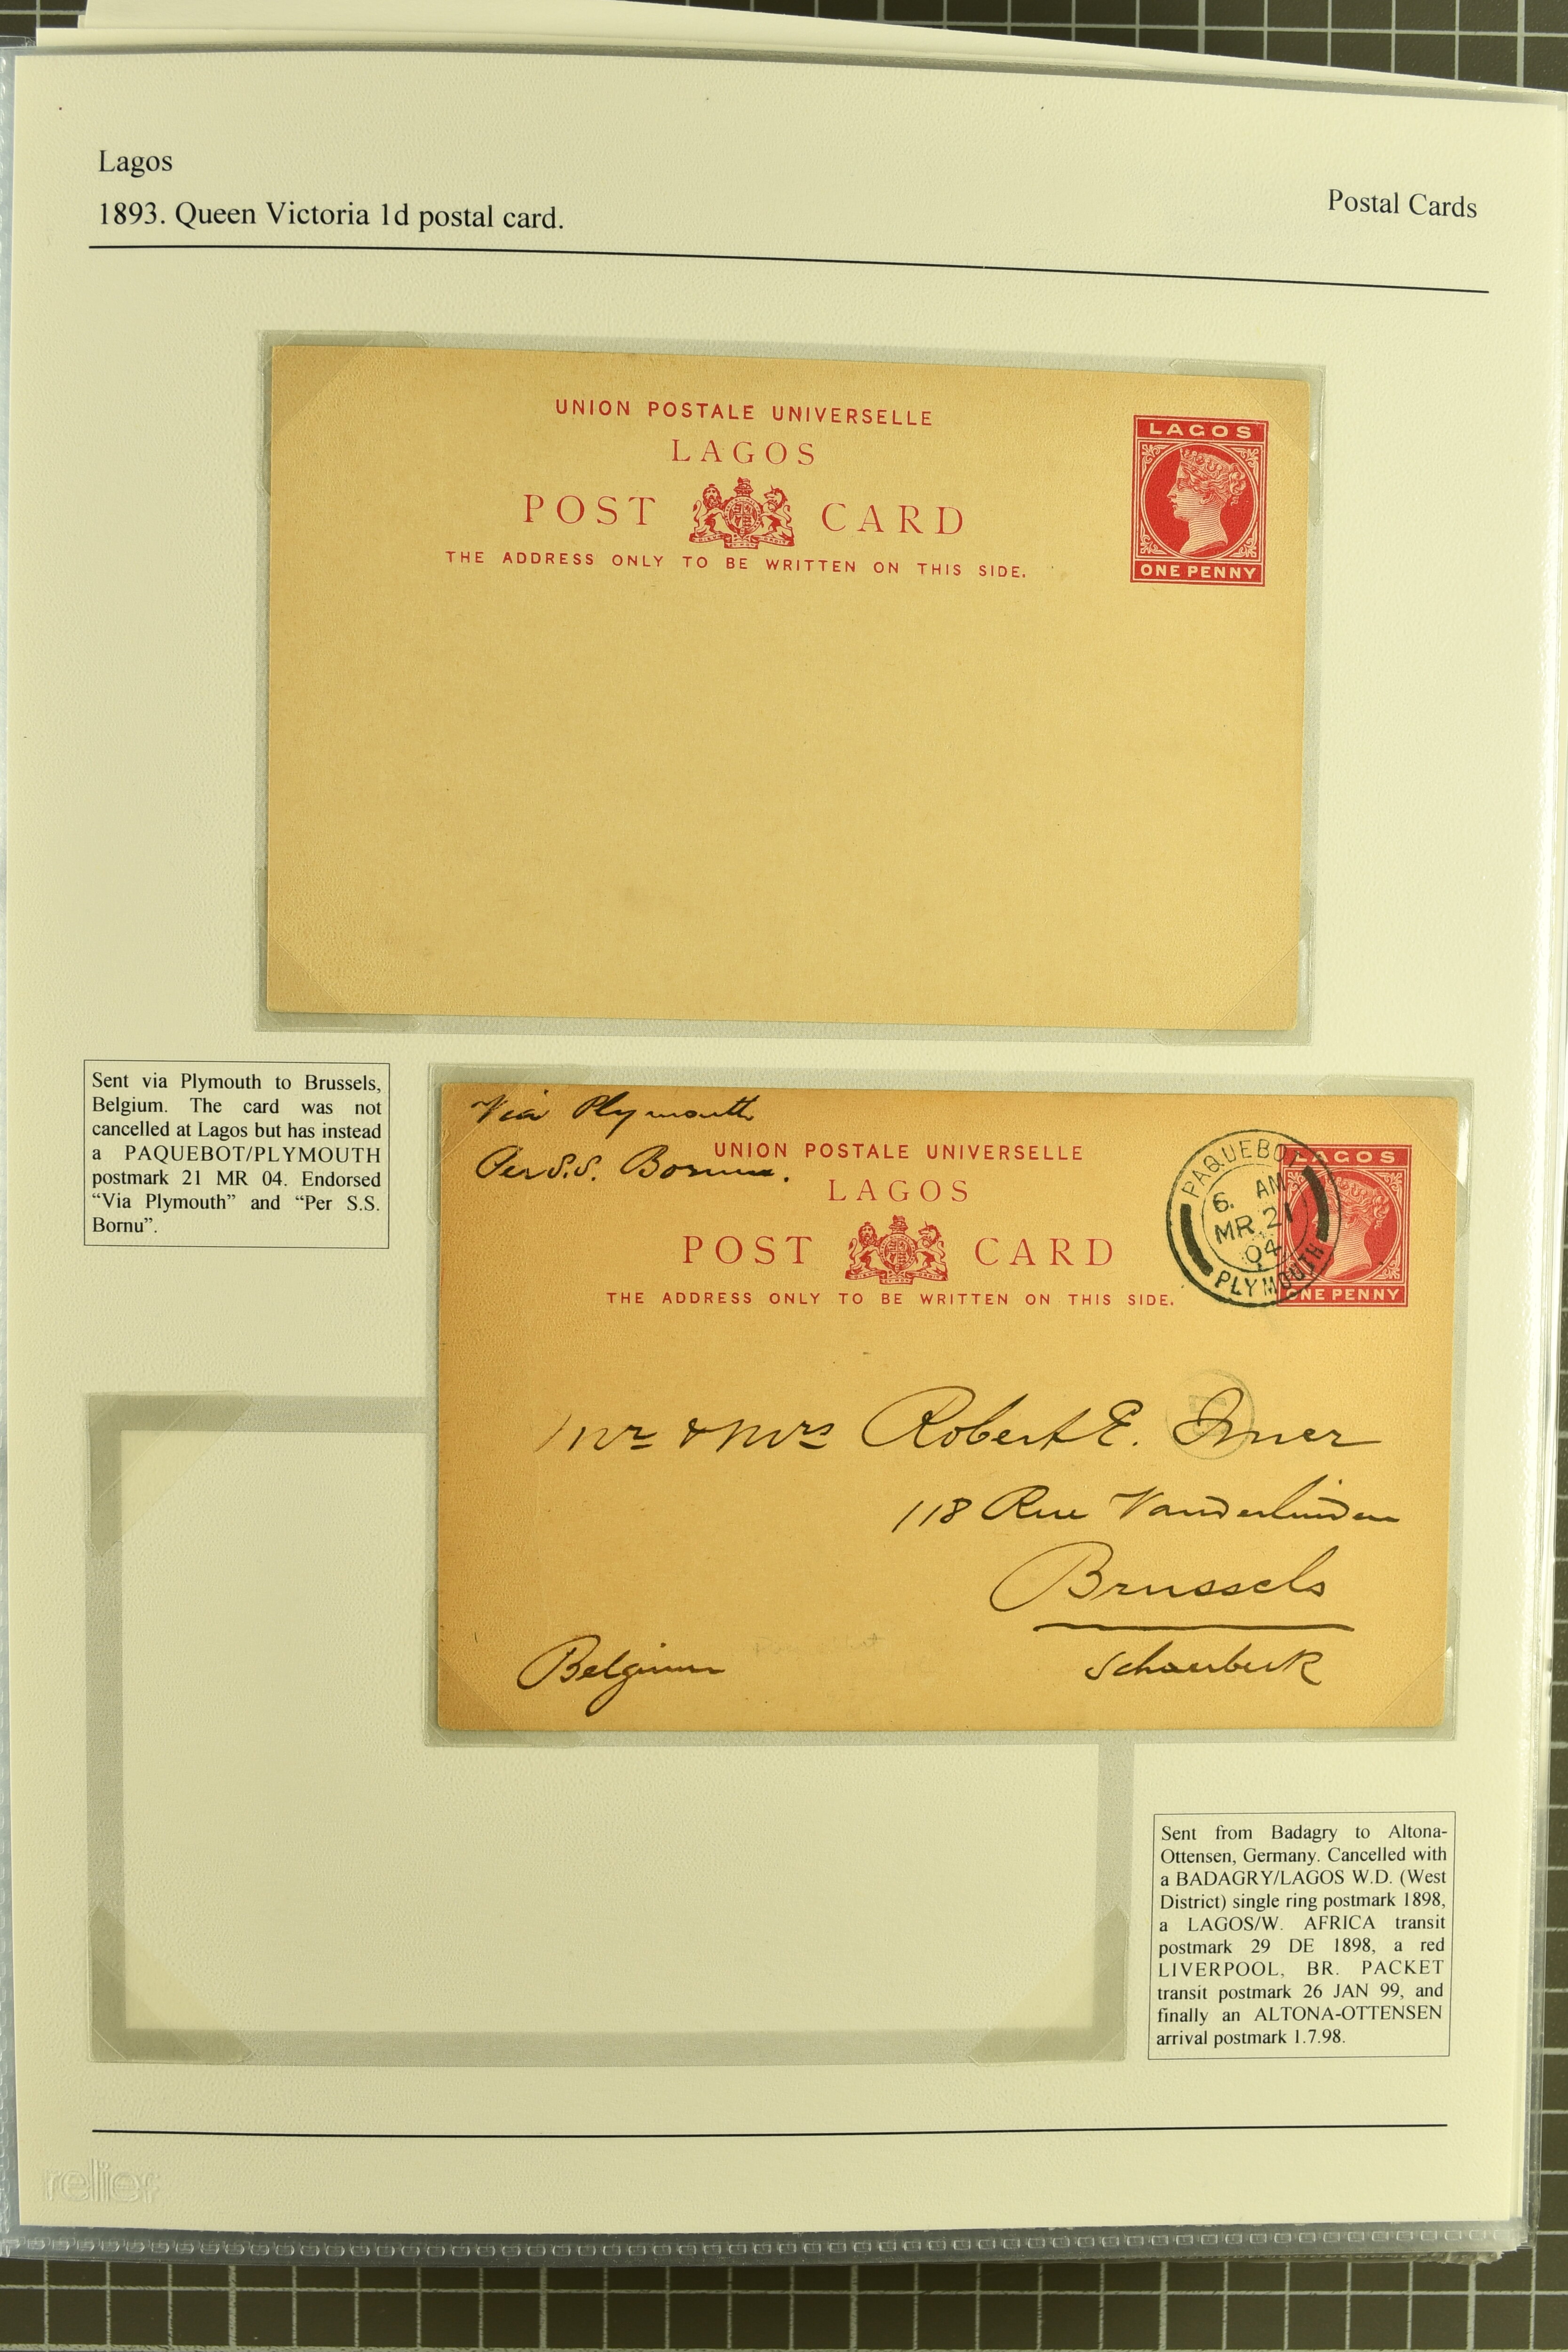 Lagos
1893. Queen Victoria 1d postal card.
Postal Cards
UNION POSTALE UNIVERSELLE
LAGOS
POST CARD
THE ADDRESS ONLY TO BE WRITTEN ON THIS SIDE.
LAGOS
ONE PENNY
Sent via Plymouth to Brussels,
Belgium. The card was not
cancelled at Lagos but has instead
a PAQUEBOT/PLYMOUTH
postmark 21 MR 04. Endorsed
“Via Plymouth” and “Per S.S.
Bornu”.
Via Plymouth
Per S.S. Bornu.
UNION POSTALE UNIVERSELLE
LAGOS
POST CARD
THE ADDRESS ONLY TO BE WRITTEN ON THIS SIDE.
PAQUEBOT
6. AM
MR 21
04
PLYMOUTH
LAGOS
ONE PENNY
Mr & Mrs Robert E.
118 Rue Vanderlinden
Brussels
Schaerbeek
Belgium
Sent from Badagry to Altona-
Ottensen, Germany. Cancelled with
a BADAGRY/LAGOS W.D. (West
District) single ring postmark 1898,
a LAGOS/W. AFRICA transit
postmark 29 DE 1898, a red
LIVERPOOL, BR. PACKET
transit postmark 26 JAN 99, and
finally an ALTONA-OTTENSEN
arrival postmark 1.7.98.
relief